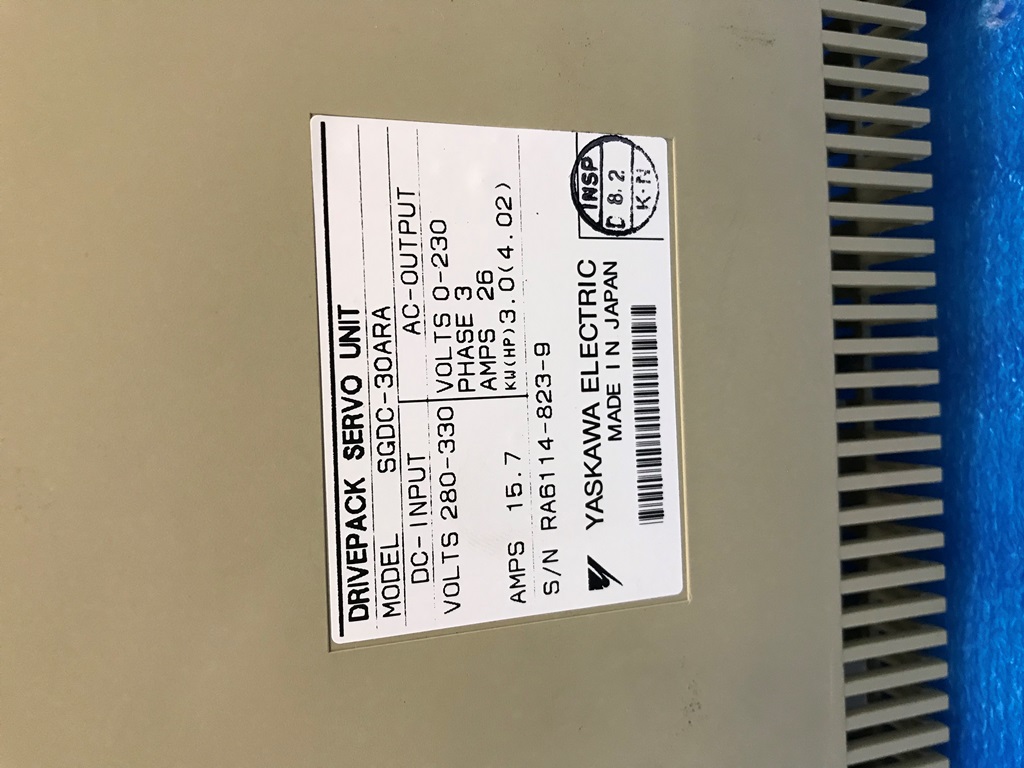 DRIVEPACK SERVO UNIT
MODEL SGDC-30ARA
DC-INPUT AC-OUTPUT
VOLTS 280-330 VOLTS 0-230
PHASE 3
AMPS 15.7 AMPS 26
KW(HP)3.0(4.02)
S/N RA6114-823-9
YASKAWA ELECTRIC
MADE IN JAPAN
INSP
8.2
K.N